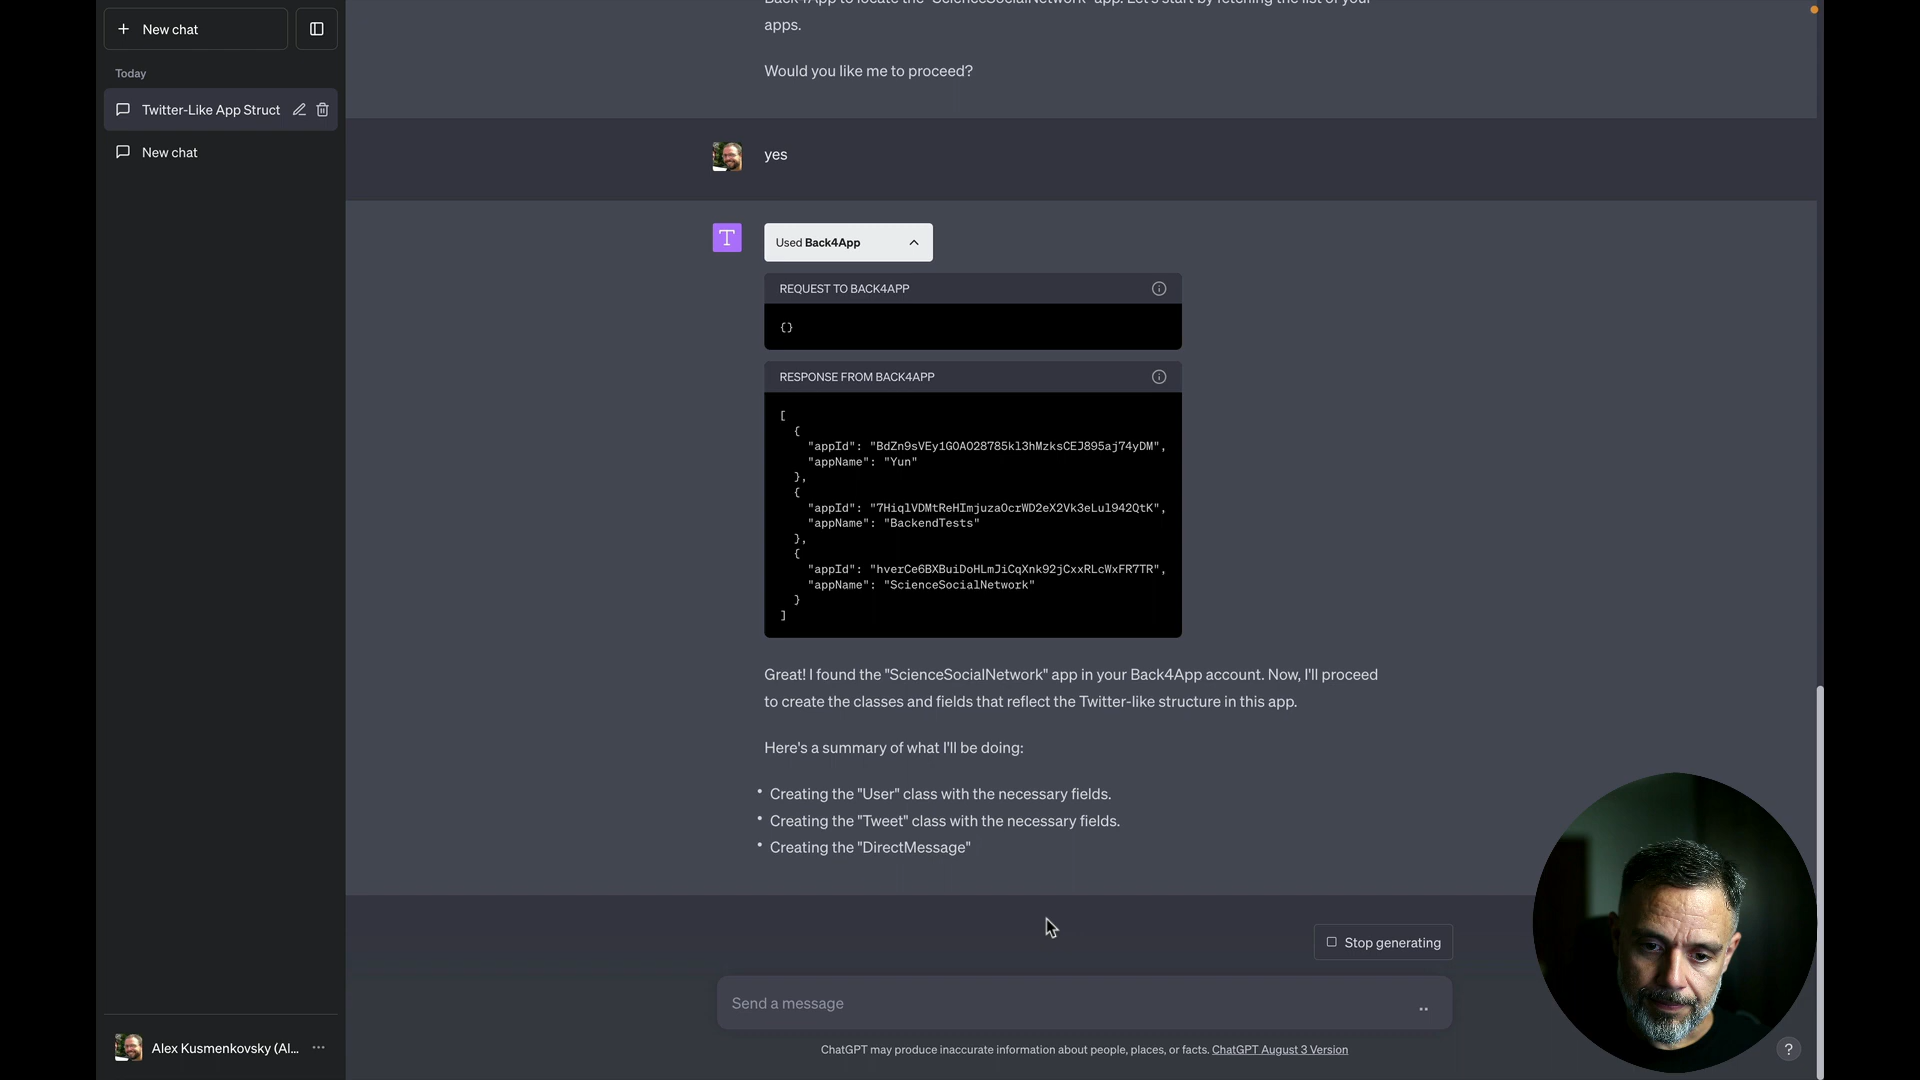 New chat
Today
Twitter-Like App Struct
New chat
apps.
Would you like me to proceed?
yes
T
Used Back4App
REQUEST TO BACK4APP
{}
RESPONSE FROM BACK4APP
[
{
"appId": "BdZn9sVEy1GOAO28785kl3hMzksCEJ895aj74yDM",
"appName": "Yun"
},
{
"appId": "7HiqlVDMtReHImjuzaOcrWD2eX2Vk3eLul942QtK",
"appName": "BackendTests"
},
{
"appId": "hverCe6BXBuiDoHLmJiCqXnk92jCxxRLcWxFR7TR",
"appName": "ScienceSocialNetwork"
}
]
Great! I found the "ScienceSocialNetwork" app in your Back4App account. Now, I'll proceed
to create the classes and fields that reflect the Twitter-like structure in this app.
Here's a summary of what I'll be doing:
• Creating the "User" class with the necessary fields.
• Creating the "Tweet" class with the necessary fields.
• Creating the "DirectMessage"
Stop generating
Send a message
Alex Kusmenkovsky (Al...
ChatGPT may produce inaccurate information about people, places, or facts. ChatGPT August 3 Version
?